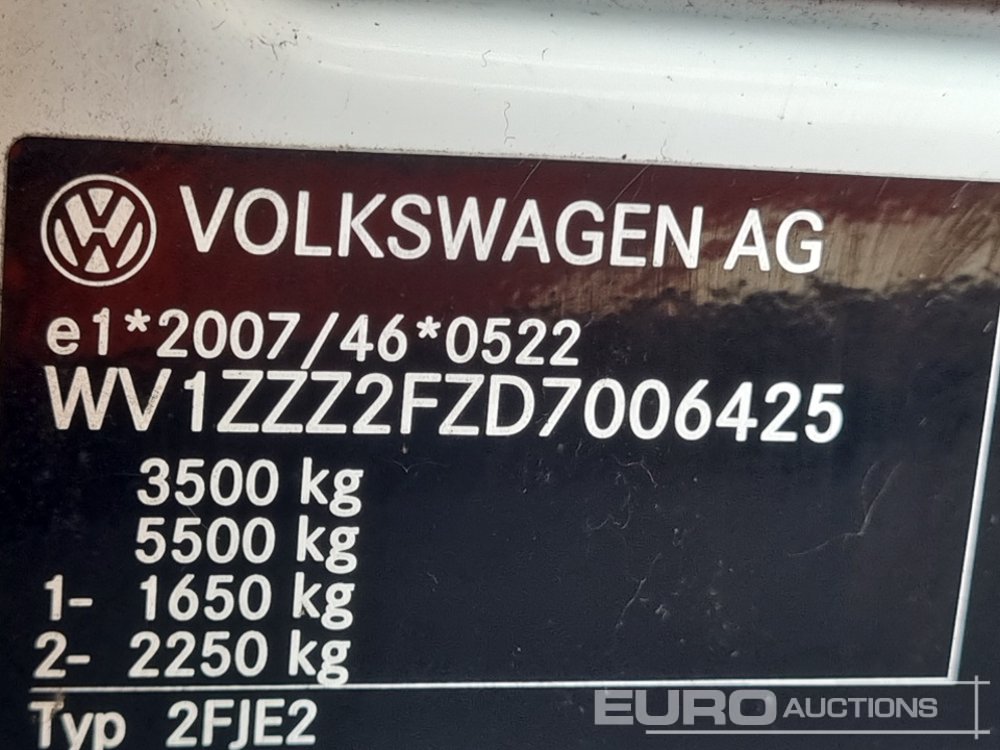 VOLKSWAGEN AG
e1*2007/46*0522
WV1ZZZ2FZD7006425
3500 kg
5500 kg
1- 1650 kg
2- 2250 kg
Typ 2FJE2
EURO AUCTIONS